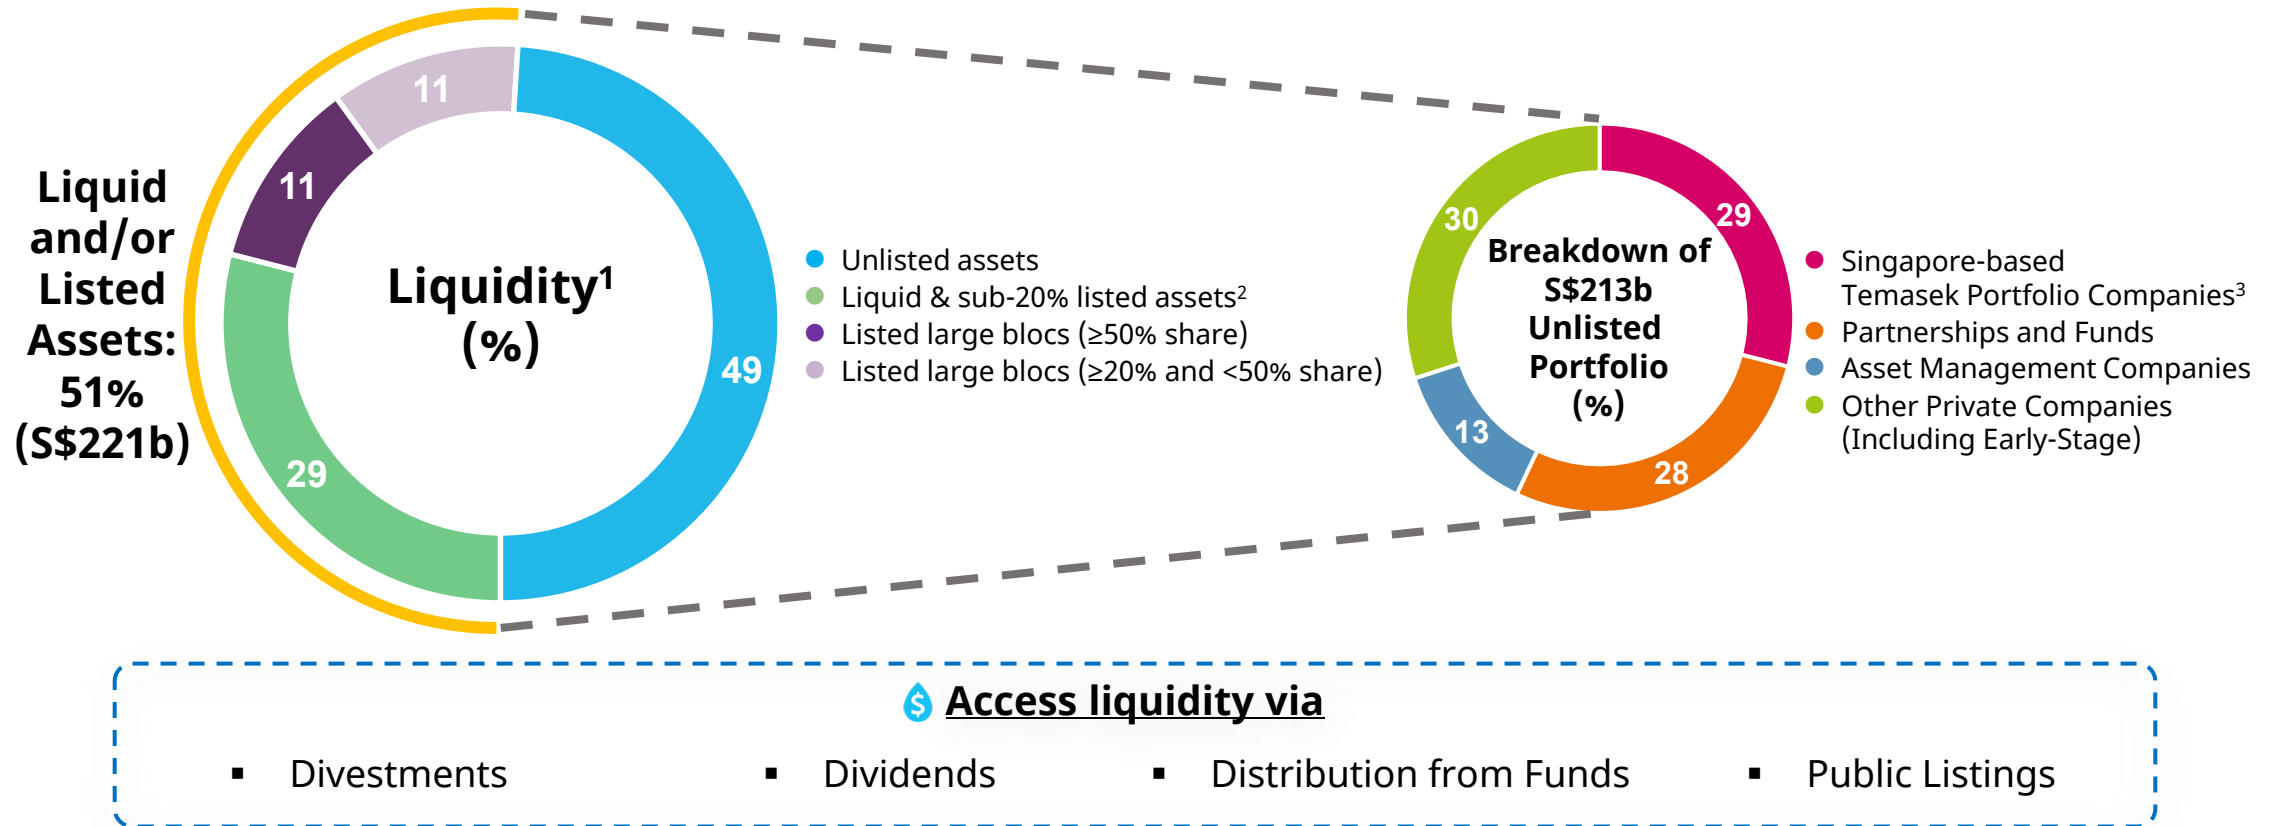 Liquid
and/or
Listed
Assets:
51%
(S$221b)
Liquidity¹
(%)
11
11
29
49
Unlisted assets
Liquid & sub-20% listed assets²
Listed large blocs (≥50% share)
Listed large blocs (≥20% and <50% share)
Breakdown of
S$213b
Unlisted
Portfolio
(%)
30
29
13
28
Singapore-based
Temasek Portfolio Companies³
Partnerships and Funds
Asset Management Companies
Other Private Companies
(Including Early-Stage)
$ Access liquidity via
▪ Divestments
▪ Dividends
▪ Distribution from Funds
▪ Public Listings